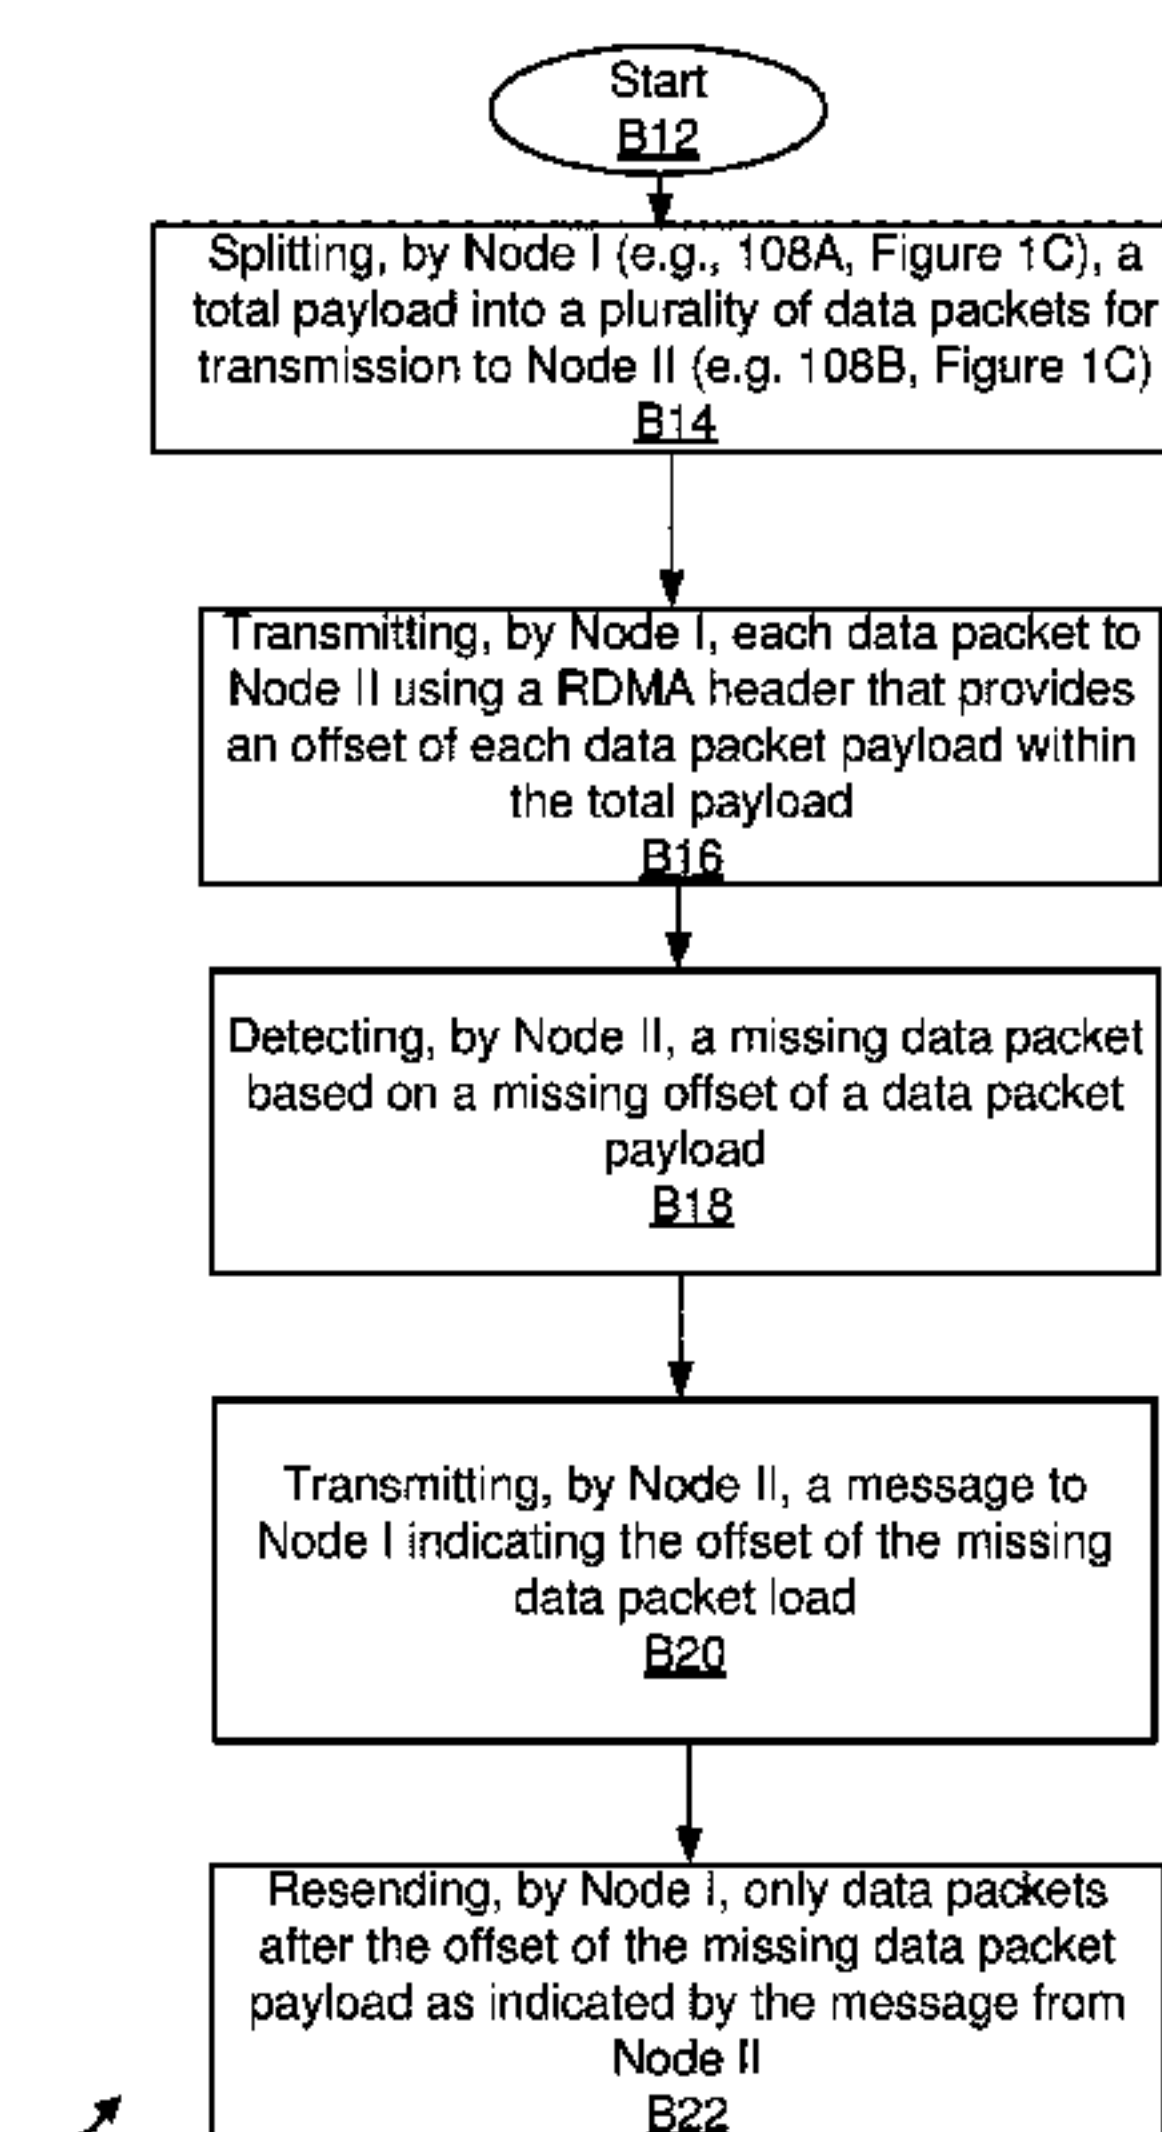 Start
B12
Splitting, by Node I (e.g., 108A, Figure 1C), a
total payload into a plurality of data packets for
transmission to Node II (e.g. 108B, Figure 1C)
B14
Transmitting, by Node I, each data packet to
Node II using a RDMA header that provides
an offset of each data packet payload within
the total payload
B16
Detecting, by Node II, a missing data packet
based on a missing offset of a data packet
payload
B18
Transmitting, by Node II, a message to
Node I indicating the offset of the missing
data packet load
B20
Resending, by Node I, only data packets
after the offset of the missing data packet
payload as indicated by the message from
Node II
B22